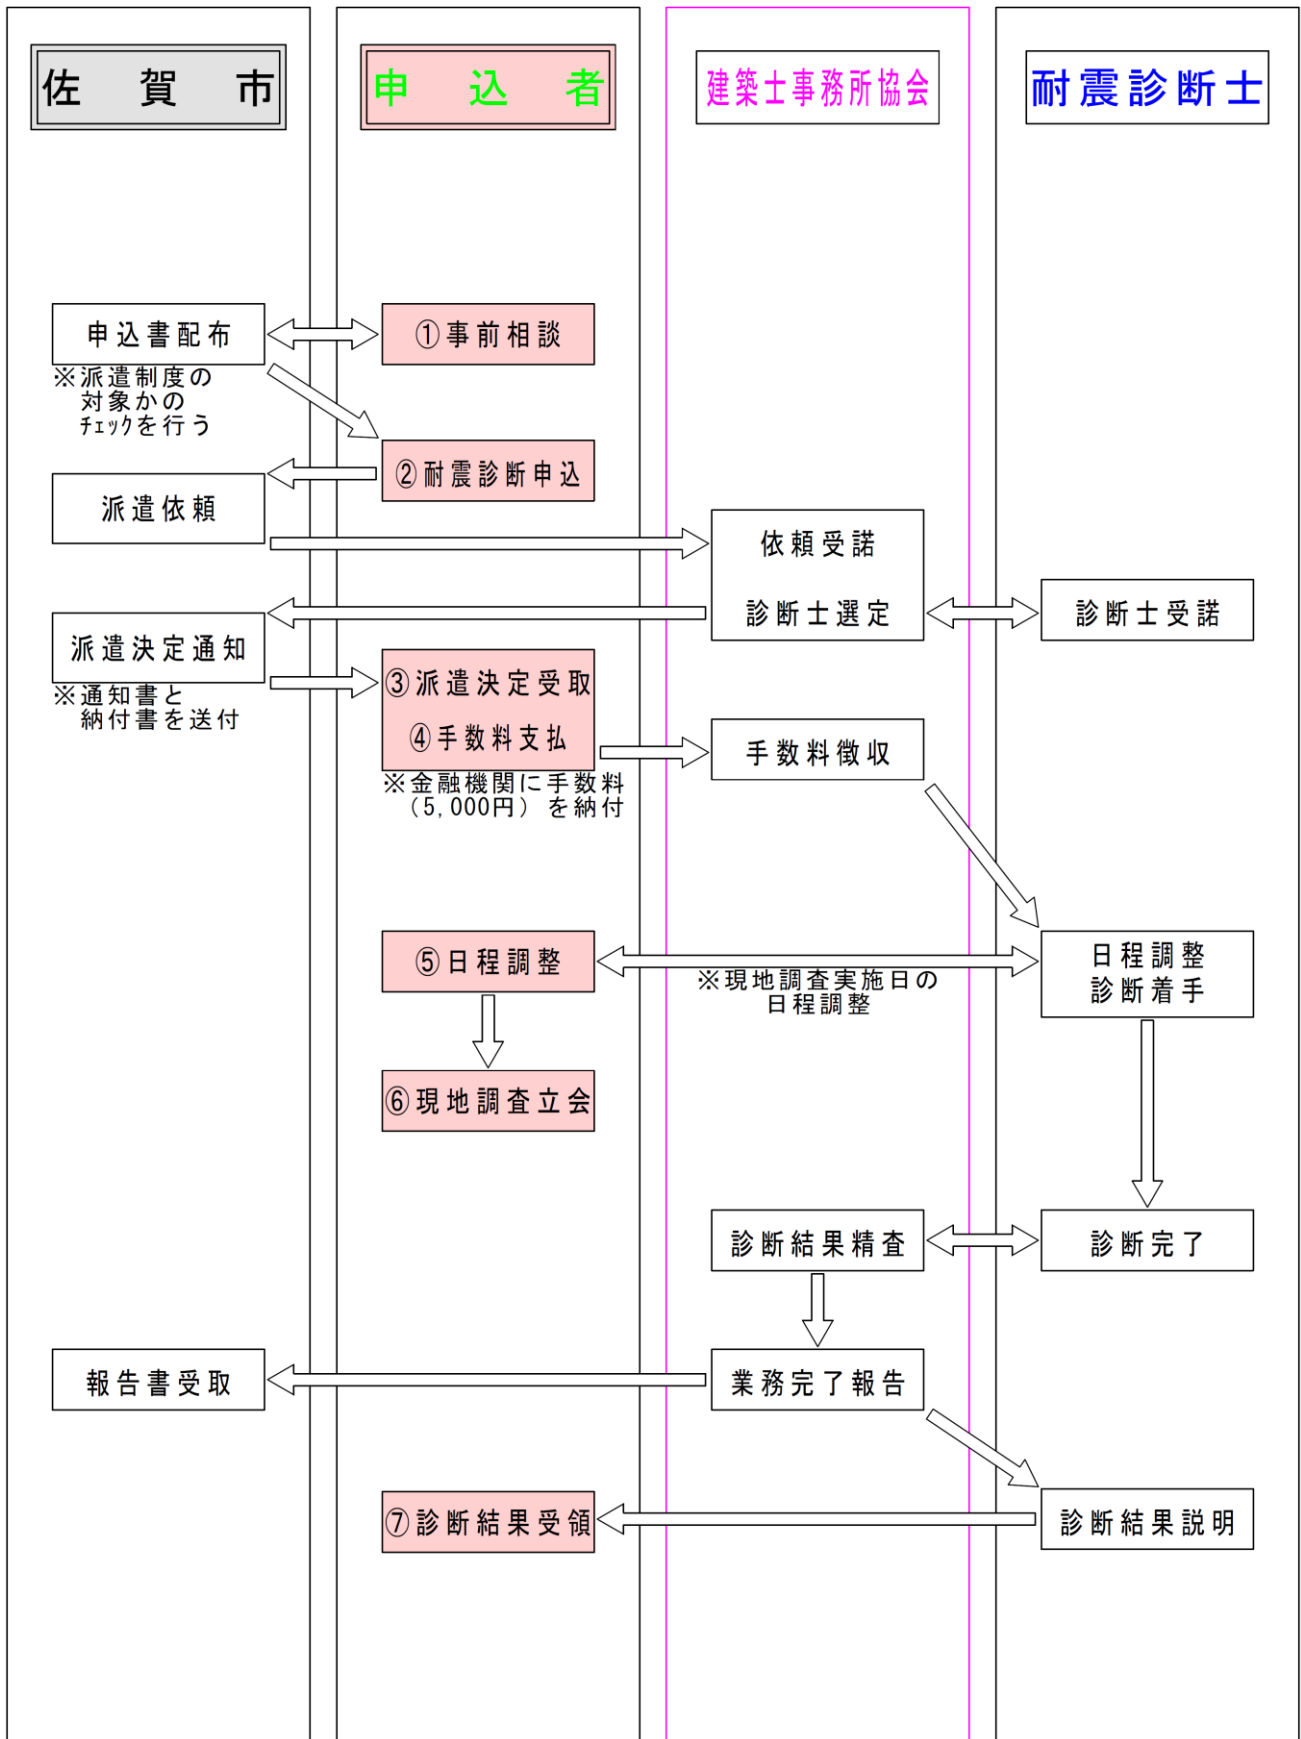 佐賀市
申込者
建築士事務所協会
耐震診断士
申込書配布
①事前相談
※派遣制度の
対象かの
ﾁｪｯｸを行う
②耐震診断申込
派遣依頼
依頼受諾
診断士選定
診断士受諾
派遣決定通知
※通知書と
納付書を送付
③派遣決定受取
④手数料支払
※金融機関に手数料
（5,000円）を納付
手数料徴収
⑤日程調整
※現地調査実施日の
日程調整
日程調整
診断着手
⑥現地調査立会
診断結果精査
診断完了
報告書受取
業務完了報告
⑦診断結果受領
診断結果説明